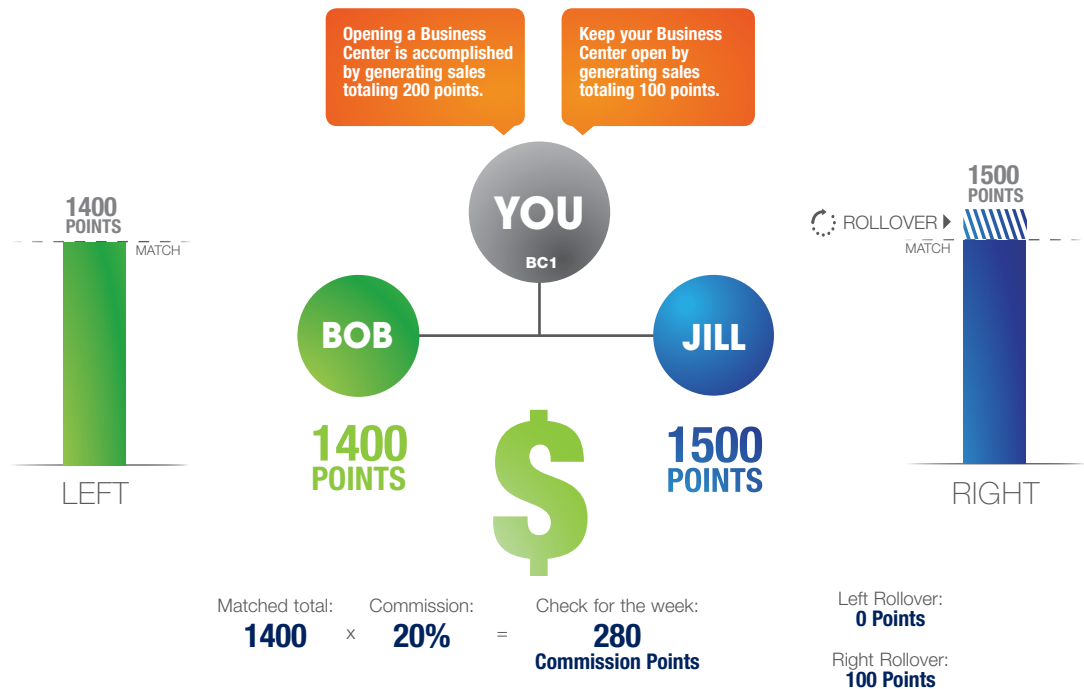 Opening a Business
Center is accomplished
by generating sales
totaling 200 points.
Keep your Business
Center open by
generating sales
totaling 100 points.
YOU
BC1
1400
POINTS
MATCH
1500
POINTS
ROLLOVER
MATCH
BOB
JILL
1400
POINTS
$
1500
POINTS
LEFT
RIGHT
Matched total:
1400
x
Commission:
20%
=
Check for the week:
280
Commission Points
Left Rollover:
0 Points
Right Rollover:
100 Points